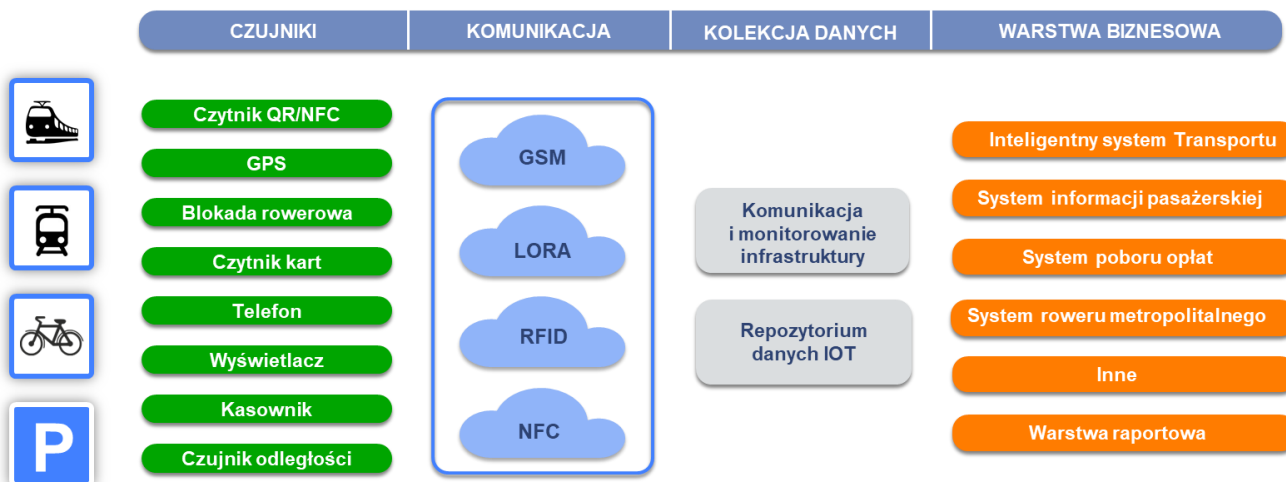 CZUJNIKI
KOMUNIKACJA
KOLEKCJA DANYCH
WARSTWA BIZNESOWA
Czytnik QR/NFC
GPS
Blokada rowerowa
Czytnik kart
Telefon
Wyświetlacz
Kasownik
Czujnik odległości
GSM
LORA
RFID
NFC
Komunikacja
i monitorowanie
infrastruktury
Repozytorium
danych IOT
Inteligentny system Transportu
System informacji pasażerskiej
System poboru opłat
System roweru metropolitalnego
Inne
Warstwa raportowa
P